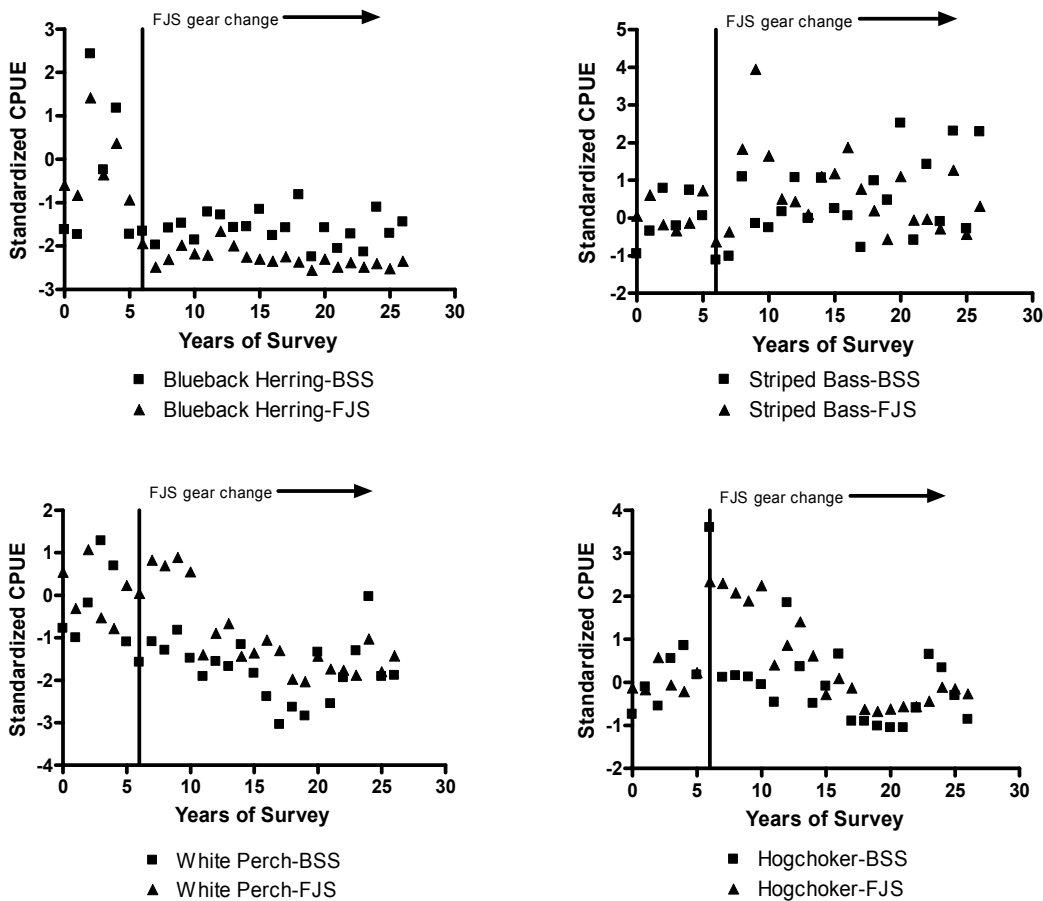 FJS gear change
3
2
1
0
-1
-2
-3
Standardized CPUE
0 5 10 15 20 25 30
Years of Survey
Blueback Herring-BSS
Blueback Herring-FJS
FJS gear change
5
4
3
2
1
0
-1
-2
Standardized CPUE
0 5 10 15 20 25 30
Years of Survey
Striped Bass-BSS
Striped Bass-FJS
FJS gear change
2
1
0
-1
-2
-3
-4
Standardized CPUE
0 5 10 15 20 25 30
Years of Survey
White Perch-BSS
White Perch-FJS
FJS gear change
4
3
2
1
0
-1
-2
Standardized CPUE
0 5 10 15 20 25 30
Years of Survey
Hogchoker-BSS
Hogchoker-FJS